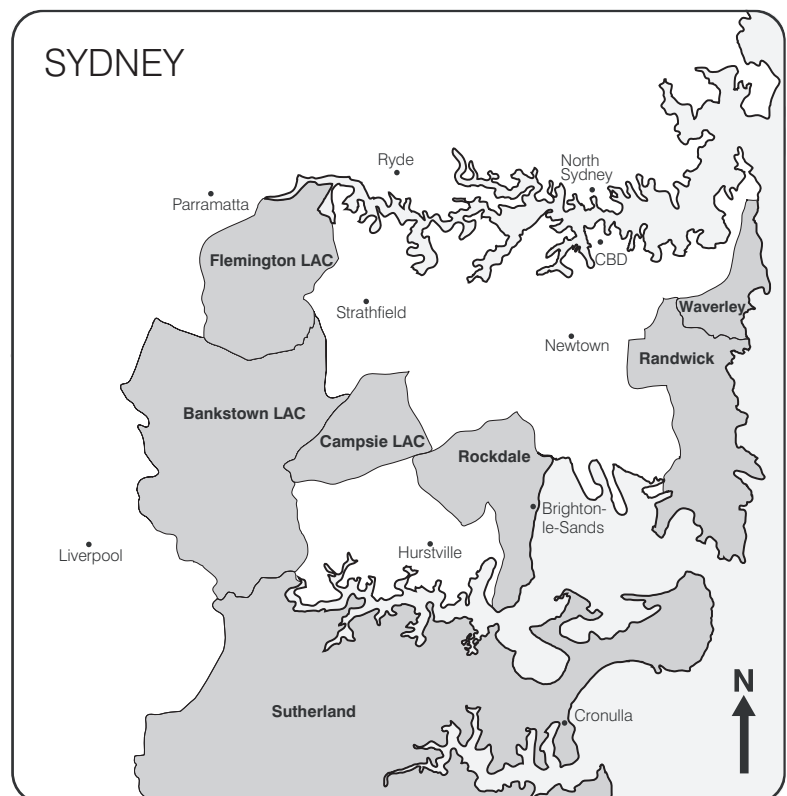 SYDNEY
Ryde
North
Sydney
Parramatta
Flemington LAC
CBD
Strathfield
Waverley
Newtown
Randwick
Bankstown LAC
Campsie LAC
Rockdale
Brighton-
le-Sands
Liverpool
Hurstville
N
Sutherland
Cronulla